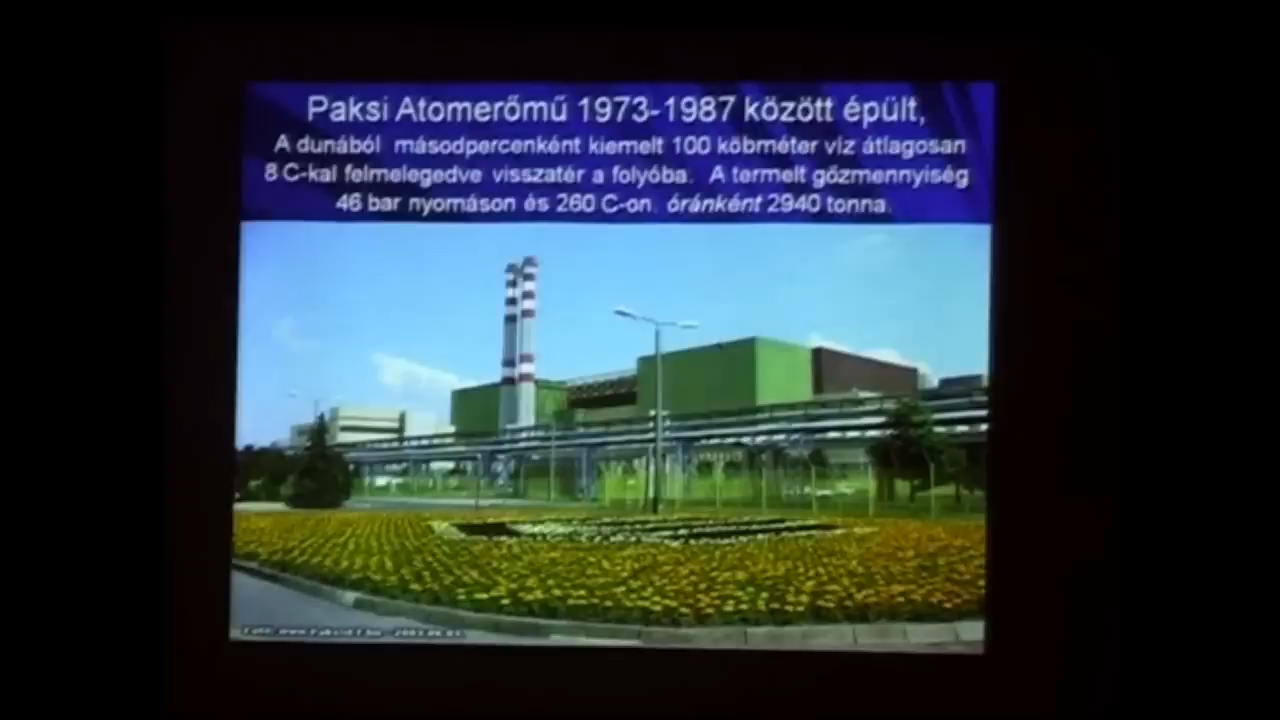 Paksi Atomerőmű 1973-1987 között épült,
A dunából másodpercenként kiemelt 100 köbméter víz átlagosan
8 C-kal felmelegedve visszatér a folyóba. A termelt gőzmennyiség
46 bar nyomáson és 260 C-on. óránként 2940 tonna.